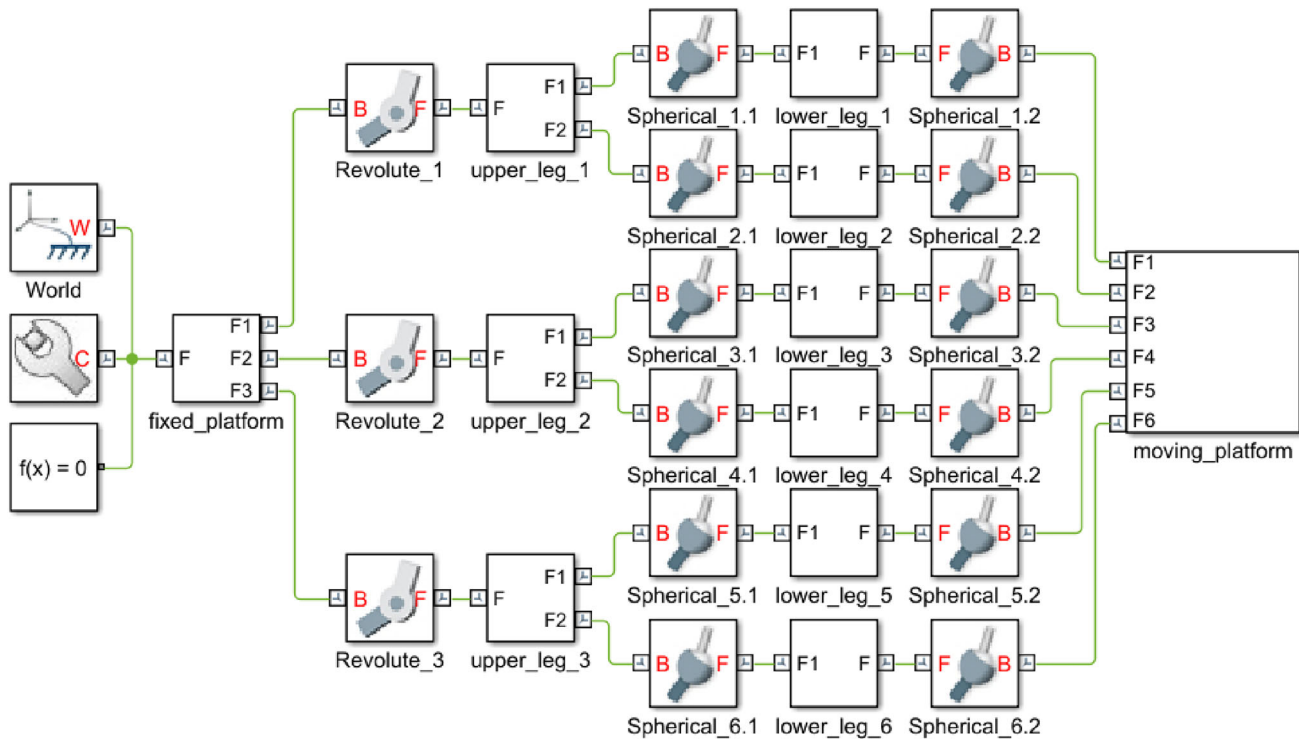 B F
F1 F
F B
Spherical_1.1 lower_leg_1 Spherical_1.2
B F
F F1
F2
Revolute_1 upper_leg_1
B F
F1 F
F B
Spherical_2.1 lower_leg_2 Spherical_2.2
W
World
C
f(x) = 0
F F1
F2
F3
fixed_platform
B F
F1 F
F B
Spherical_3.1 lower_leg_3 Spherical_3.2
B F
F F1
F2
Revolute_2 upper_leg_2
B F
F1 F
F B
Spherical_4.1 lower_leg_4 Spherical_4.2
F1
F2
F3
F4
F5
F6
moving_platform
B F
F1 F
F B
Spherical_5.1 lower_leg_5 Spherical_5.2
B F
F F1
F2
Revolute_3 upper_leg_3
B F
F1 F
F B
Spherical_6.1 lower_leg_6 Spherical_6.2